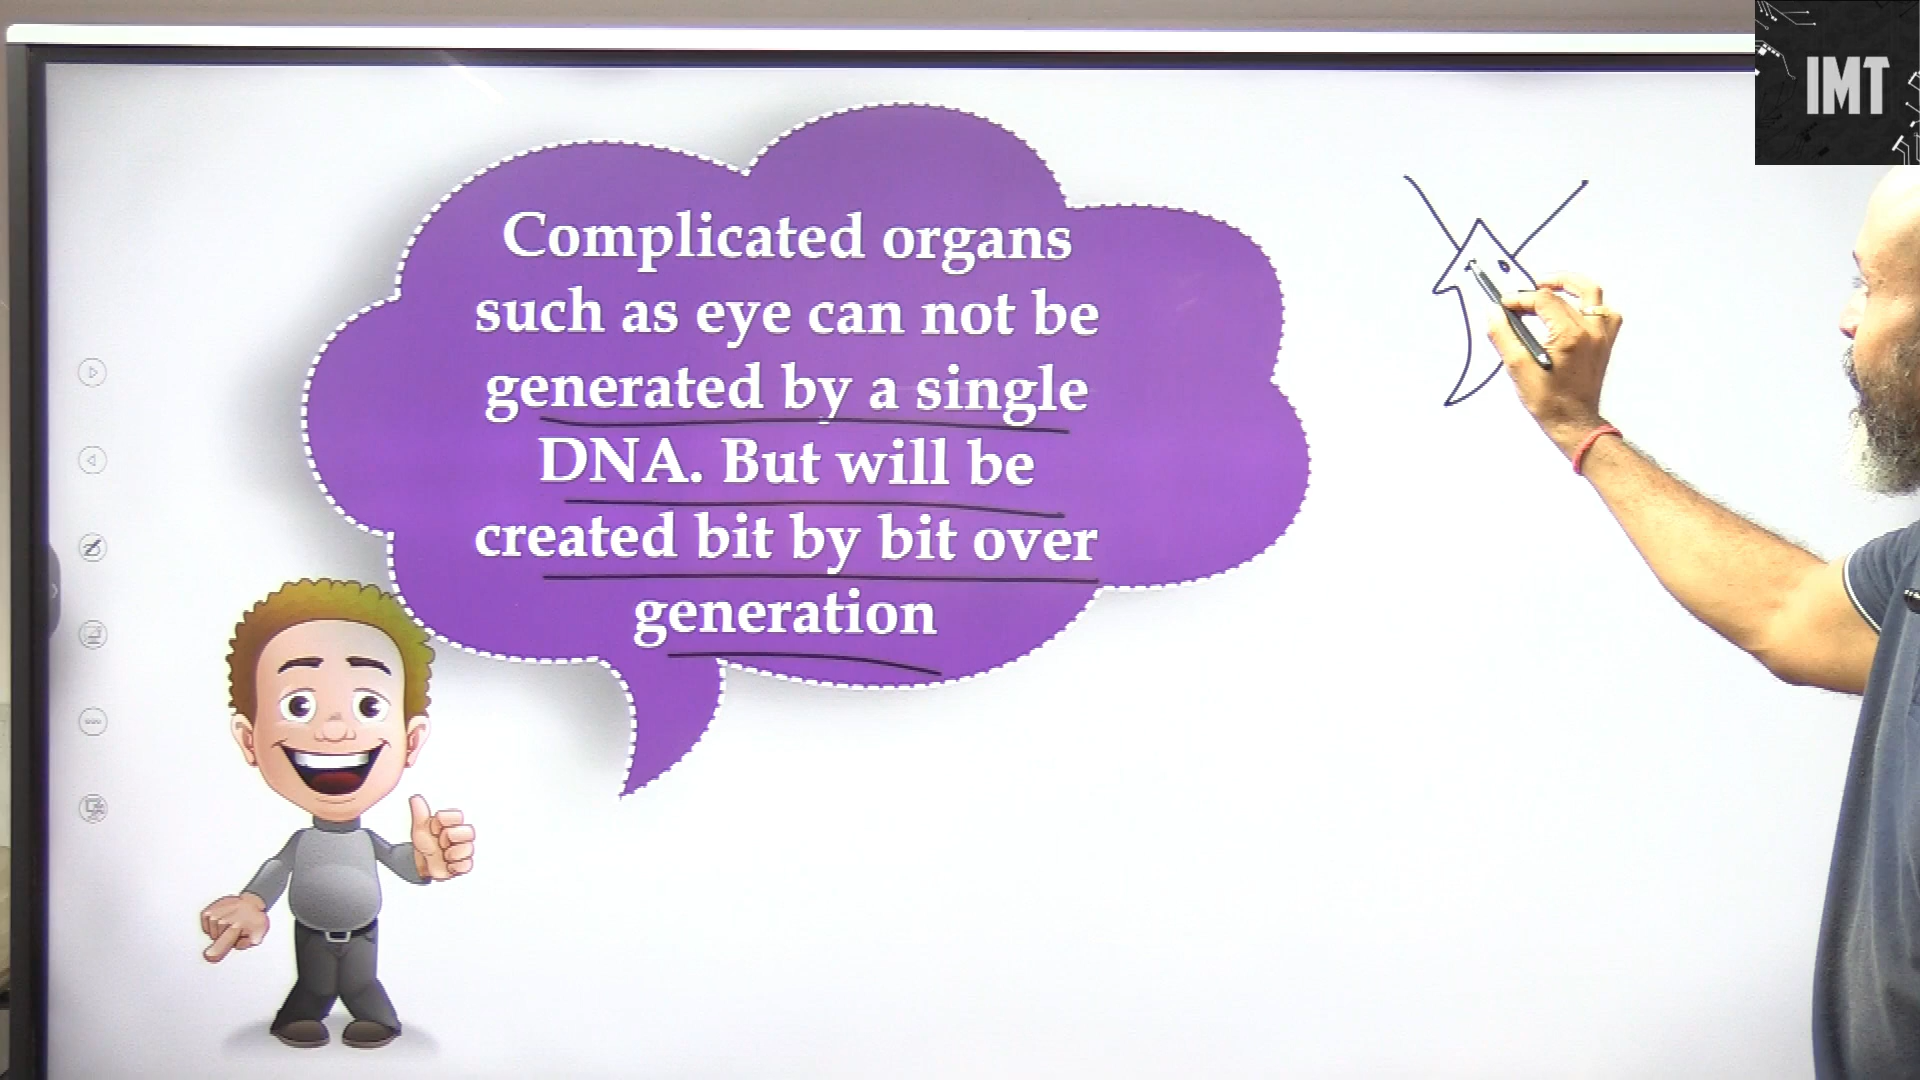 IMT
Complicated organs
such as eye can not be
generated by a single
DNA. But will be
created bit by bit over
generation